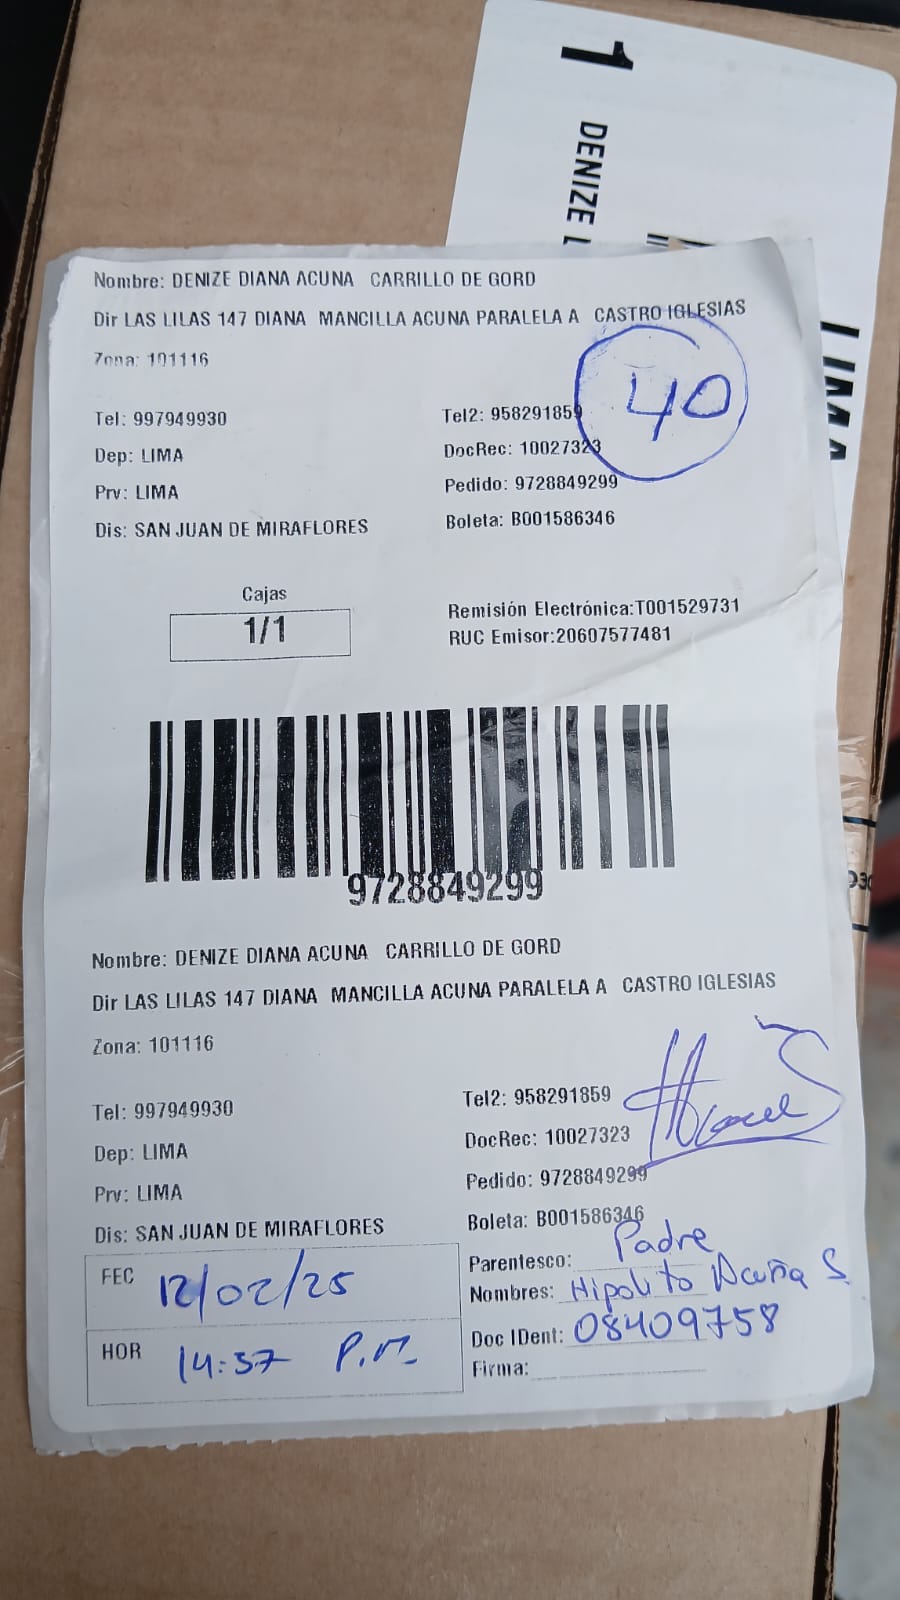 1
DENIZE
LIMA
Nombre: DENIZE DIANA ACUNA CARRILLO DE GORD
Dir LAS LILAS 147 DIANA MANCILLA ACUNA PARALELA A CASTRO IGLESIAS
Zona: 101116
40
Tel: 997949930 Tel2: 958291859
Dep: LIMA DocRec: 10027323
Prv: LIMA Pedido: 9728849299
Dis: SAN JUAN DE MIRAFLORES Boleta: B001586346
Cajas
1/1
Remisión Electrónica:T001529731
RUC Emisor:20607577481
9728849299
Nombre: DENIZE DIANA ACUNA CARRILLO DE GORD
Dir LAS LILAS 147 DIANA MANCILLA ACUNA PARALELA A CASTRO IGLESIAS
Zona: 101116
Tel: 997949930 Tel2: 958291859
Dep: LIMA DocRec: 10027323
Prv: LIMA Pedido: 9728849299
Dis: SAN JUAN DE MIRAFLORES Boleta: B001586346
FEC 12/02/25
HOR 14:37 P.M.
Parentesco: Padre
Nombres: Hipolito Acuña S.
Doc IDent: 08409758
Firma: